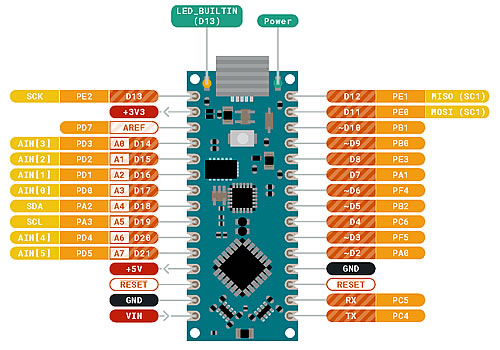 LED_BUILTIN
(D13)
Power
SCK PE2 D13 D12 PE1 MISO (SC1)
+3V3 D11 PE0 MOSI (SC1)
PD7 AREF ~D10 PB1
AIN[3] PD3 A0 D14 ~D9 PB0
AIN[2] PD2 A1 D15 D8 PE3
AIN[1] PD1 A2 D16 D7 PA1
AIN[0] PD0 A3 D17 ~D6 PF4
SDA PA2 A4 D18 ~D5 PB2
SCL PA3 A5 D19 D4 PC6
AIN[4] PD4 A6 D20 ~D3 PF5
AIN[5] PD5 A7 D21 ~D2 PA0
+5V GND
RESET RESET
GND RX PC5
VIN TX PC4